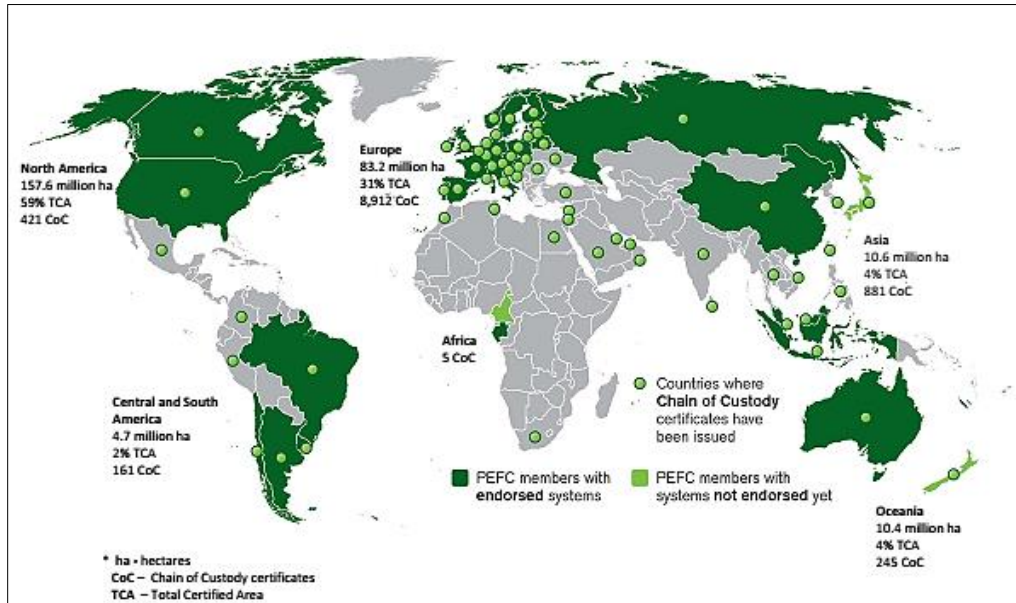 North America
157.6 million ha
59% TCA
421 CoC
Europe
83.2 million ha
31% TCA
8,912 CoC
Asia
10.6 million ha
4% TCA
881 CoC
Africa
5 CoC
Central and South
America
4.7 million ha
2% TCA
161 CoC
Countries where
Chain of Custody
certificates have
been issued
PEFC members with
endorsed systems
PEFC members with
systems not endorsed yet
Oceania
10.4 million ha
4% TCA
245 CoC
* ha - hectares
CoC – Chain of Custody certificates
TCA – Total Certified Area